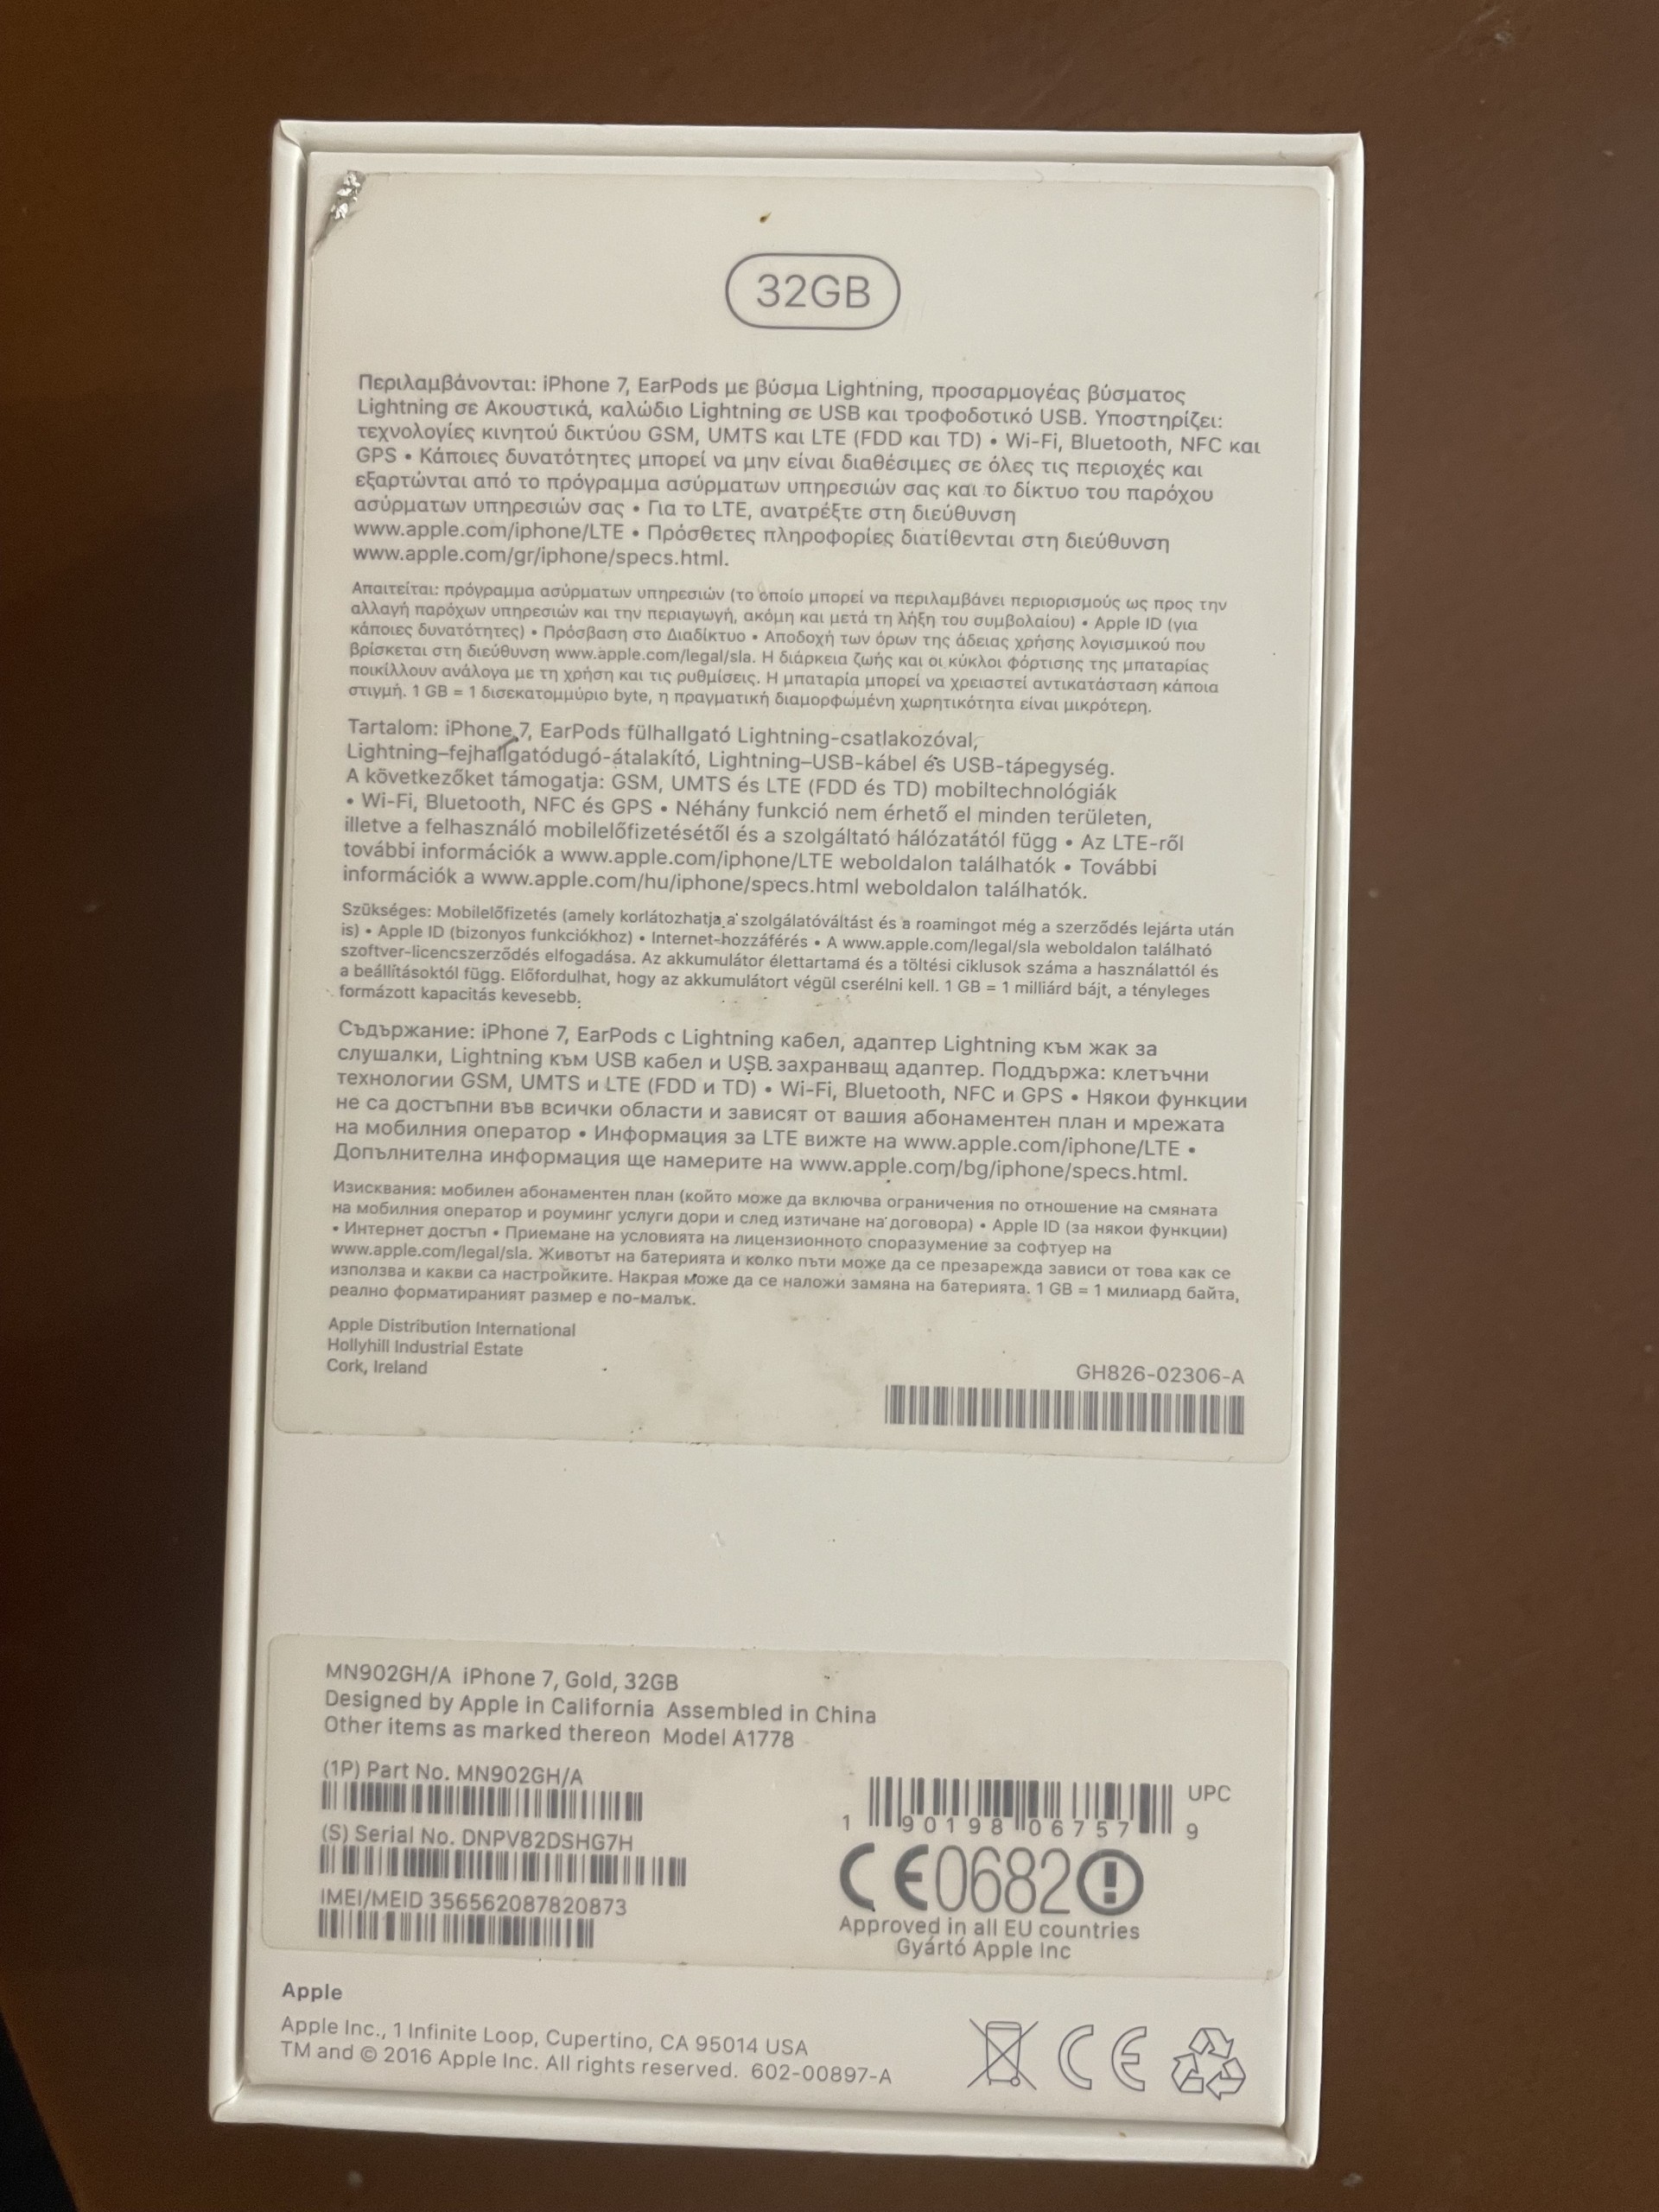 32GB
Περιλαμβάνονται: iPhone 7, EarPods με βύσμα Lightning, προσαρμογέας βύσματος
Lightning σε Ακουστικά, καλώδιο Lightning σε USB και τροφοδοτικό USB. Υποστηρίζει:
τεχνολογίες κινητού δικτύου GSM, UMTS και LTE (FDD και TD) • Wi-Fi, Bluetooth, NFC και
GPS • Κάποιες δυνατότητες μπορεί να μην είναι διαθέσιμες σε όλες τις περιοχές και
εξαρτώνται από το πρόγραμμα ασύρματων υπηρεσιών σας και το δίκτυο του παρόχου
ασύρματων υπηρεσιών σας • Για το LTE, ανατρέξτε στη διεύθυνση
www.apple.com/iphone/LTE • Πρόσθετες πληροφορίες διατίθενται στη διεύθυνση
www.apple.com/gr/iphone/specs.html.
Απαιτείται: πρόγραμμα ασύρματων υπηρεσιών (το οποίο μπορεί να περιλαμβάνει περιορισμούς ως προς την
αλλαγή παρόχων υπηρεσιών και την περιαγωγή, ακόμη και μετά τη λήξη του συμβολαίου) • Apple ID (για
κάποιες δυνατότητες) • Πρόσβαση στο Διαδίκτυο • Αποδοχή των όρων της άδειας χρήσης λογισμικού που
βρίσκεται στη διεύθυνση www.apple.com/legal/sla. Η διάρκεια ζωής και οι κύκλοι φόρτισης της μπαταρίας
ποικίλλουν ανάλογα με τη χρήση και τις ρυθμίσεις. Η μπαταρία μπορεί να χρειαστεί αντικατάσταση κάποια
στιγμή. 1 GB = 1 δισεκατομμύριο byte, η πραγματική διαμορφωμένη χωρητικότητα είναι μικρότερη.
Tartalom: iPhone 7, EarPods fülhallgató Lightning-csatlakozóval,
Lightning–fejhallgatódugó-átalakító, Lightning–USB-kábel és USB-tápegység.
A következőket támogatja: GSM, UMTS és LTE (FDD és TD) mobiltechnológiák
• Wi-Fi, Bluetooth, NFC és GPS • Néhány funkció nem érhető el minden területen,
illetve a felhasználó mobilelőfizetésétől és a szolgáltató hálózatától függ • Az LTE-ről
további információk a www.apple.com/iphone/LTE weboldalon találhatók • További
információk a www.apple.com/hu/iphone/specs.html weboldalon találhatók.
Szükséges: Mobilelőfizetés (amely korlátozhatja a szolgálatóváltást és a roamingot még a szerződés lejárta után
is) • Apple ID (bizonyos funkciókhoz) • Internet-hozzáférés • A www.apple.com/legal/sla weboldalon található
szoftver-licencszerződés elfogadása. Az akkumulátor élettartama és a töltési ciklusok száma a használattól és
a beállításoktól függ. Előfordulhat, hogy az akkumulátort végül cserélni kell. 1 GB = 1 milliárd bájt, a tényleges
formázott kapacitás kevesebb.
Съдържание: iPhone 7, EarPods с Lightning кабел, адаптер Lightning към жак за
слушалки, Lightning към USB кабел и USB захранващ адаптер. Поддържа: клетъчни
технологии GSM, UMTS и LTE (FDD и TD) • Wi-Fi, Bluetooth, NFC и GPS • Някои функции
не са достъпни във всички области и зависят от вашия абонаментен план и мрежата
на мобилния оператор • Информация за LTE вижте на www.apple.com/iphone/LTE •
Допълнителна информация ще намерите на www.apple.com/bg/iphone/specs.html.
Изисквания: мобилен абонаментен план (който може да включва ограничения по отношение на смяната
на мобилния оператор и роуминг услуги дори и след изтичане на договора) • Apple ID (за някои функции)
• Интернет достъп • Приемане на условията на лицензионното споразумение за софтуер на
www.apple.com/legal/sla. Животът на батерията и колко пъти може да се презарежда зависи от това как се
използва и какви са настройките. Накрая може да се наложи замяна на батерията. 1 GB = 1 милиард байта,
реално форматираният размер е по-малък.
Apple Distribution International
Hollyhill Industrial Estate
Cork, Ireland
GH826-02306-A
MN902GH/A iPhone 7, Gold, 32GB
Designed by Apple in California Assembled in China
Other items as marked thereon Model A1778
(1P) Part No. MN902GH/A
(S) Serial No. DNPV82DSHG7H
IMEI/MEID 356562087820873
UPC
1 90198 06757 9
CE0682
Approved in all EU countries
Gyártó Apple Inc
Apple
Apple Inc., 1 Infinite Loop, Cupertino, CA 95014 USA
TM and © 2016 Apple Inc. All rights reserved. 602-00897-A
CE